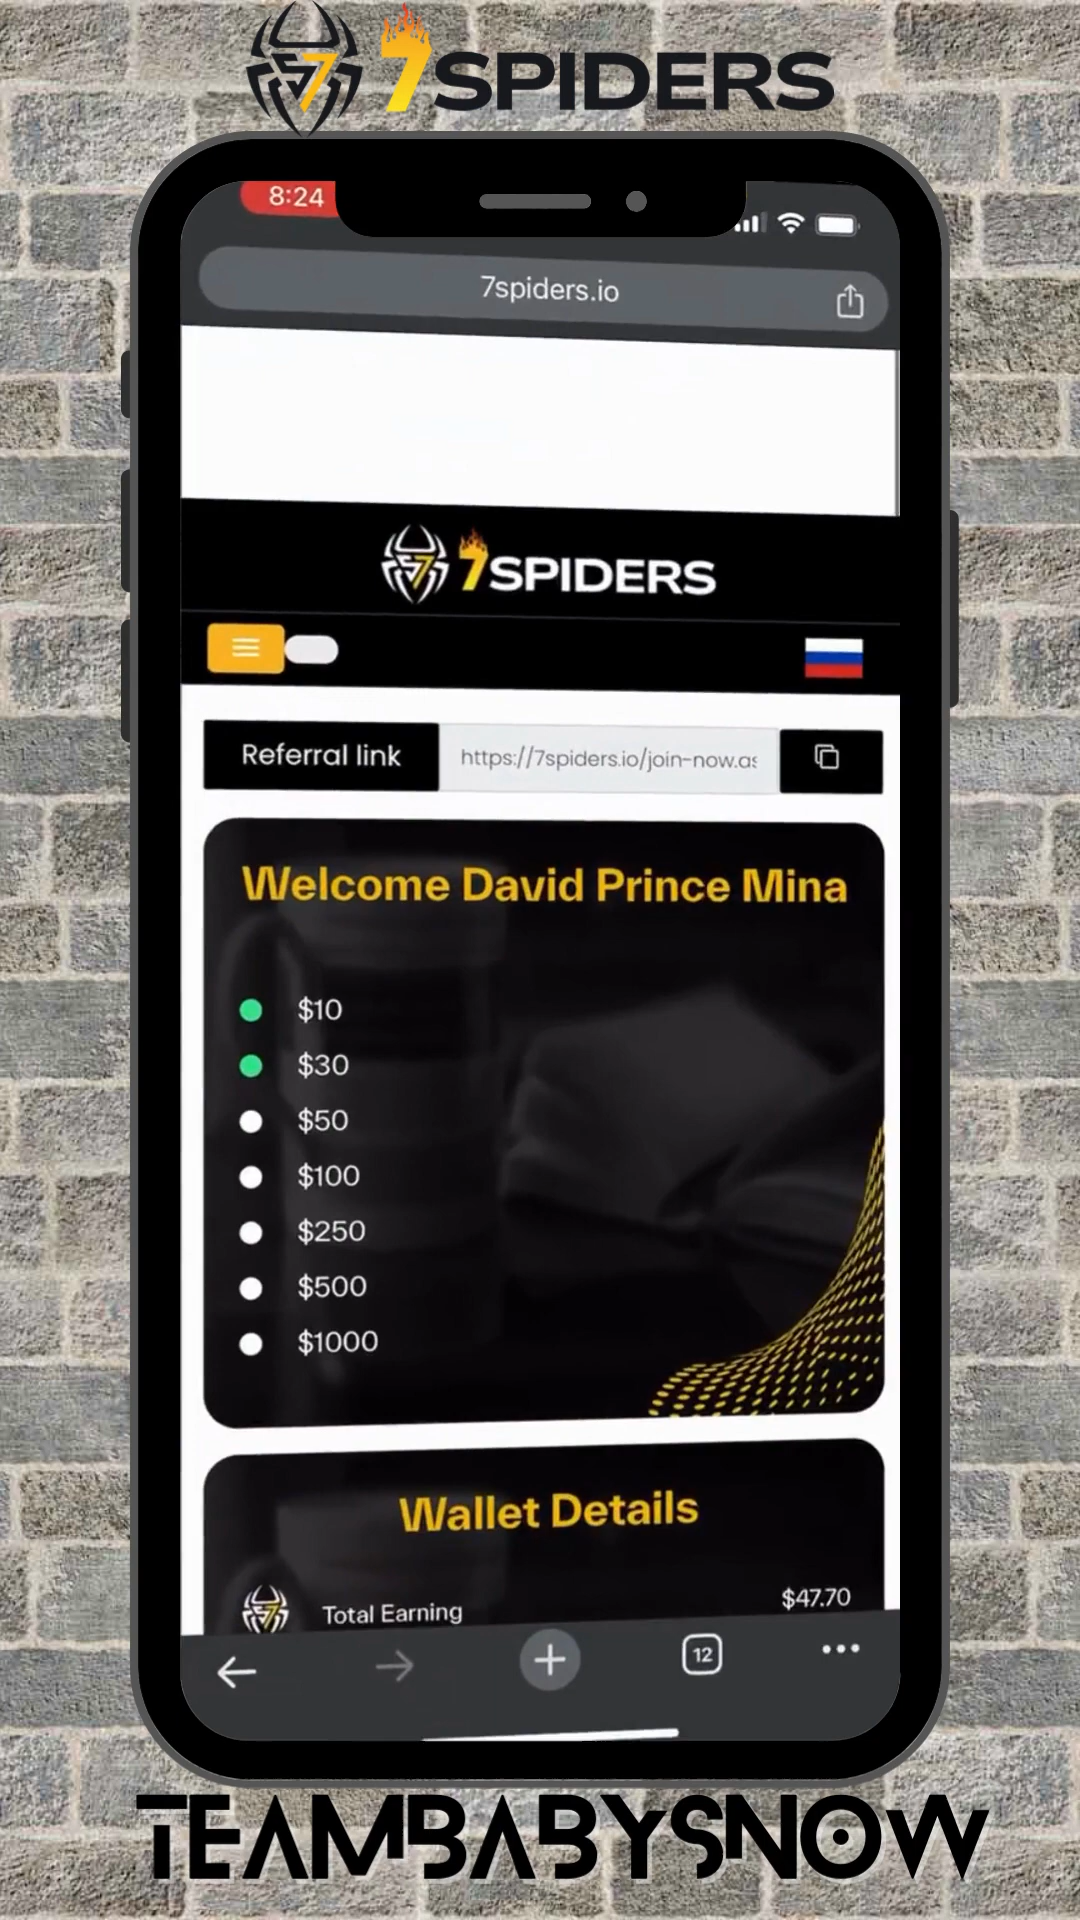 7SPIDERS
8:24
7spiders.io
7SPIDERS
Referral link
https://7spiders.io/join-now.as
Welcome David Prince Mina
$10
$30
$50
$100
$250
$500
$1000
Wallet Details
Total Earning
$47.70
12
TEAMBABYSNOW